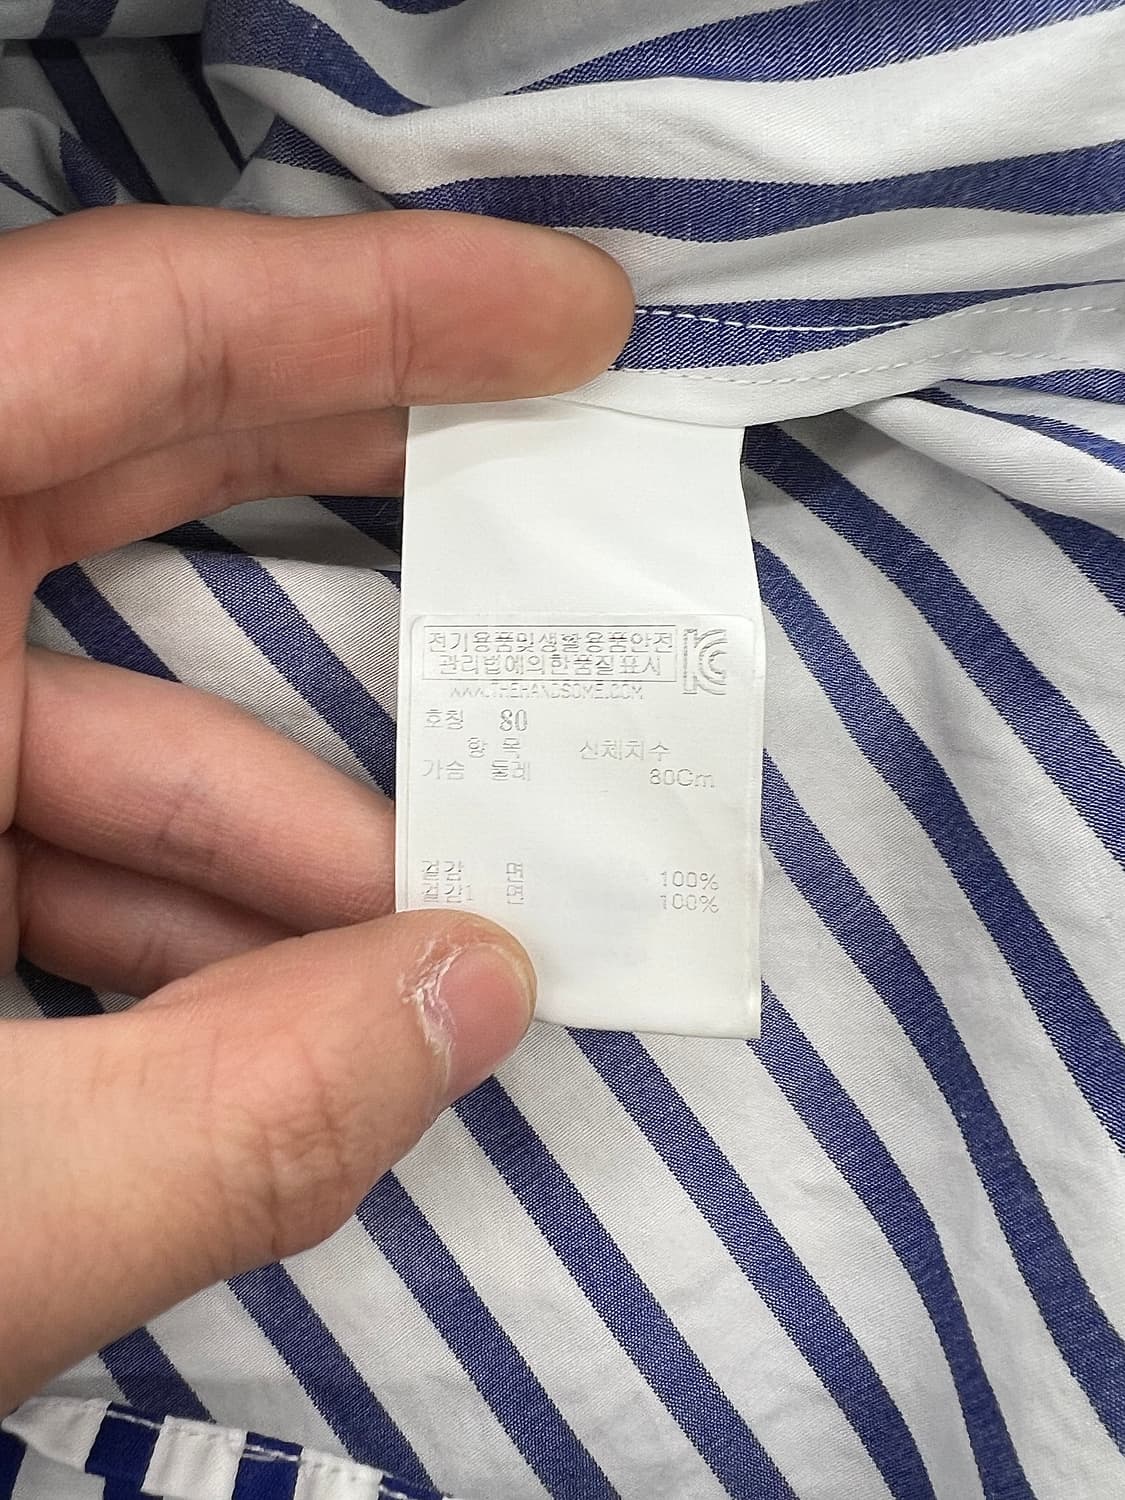 전기용품및생활용품안전
관리법에의한품질표시
WWW.THEHANDSOME.COM
호칭 80
항 목 신체치수
가슴 둘레 80Cm
겉감 면 100%
겉감1 면 100%